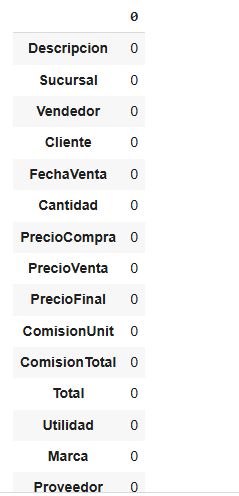 0
Descripcion 0
Sucursal 0
Vendedor 0
Cliente 0
FechaVenta 0
Cantidad 0
PrecioCompra 0
PrecioVenta 0
PrecioFinal 0
ComisionUnit 0
ComisionTotal 0
Total 0
Utilidad 0
Marca 0
Proveedor 0